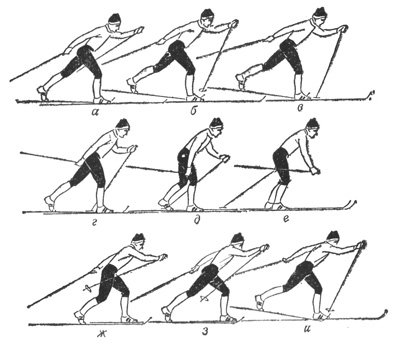 а б в
г д е
ж з и